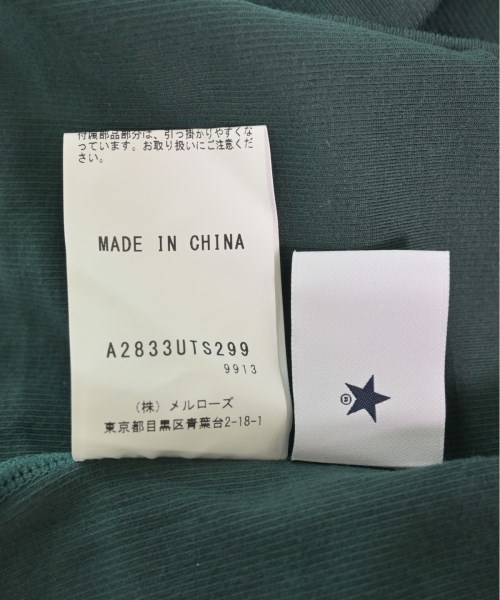 付属部品部分は、引っ掛かりやすくな
っています。お取り扱いにご注意くだ
さい。
MADE IN CHINA
A2833UTS299
9913
(株) メルローズ
東京都目黒区青葉台2-18-1
®